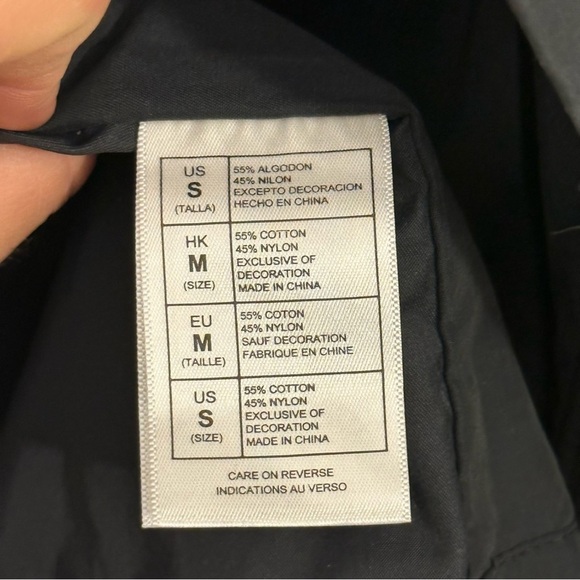 US
S
(TALLA)
55% ALGODON
45% NILON
EXCEPTO DECORACION
HECHO EN CHINA
HK
M
(SIZE)
55% COTTON
45% NYLON
EXCLUSIVE OF
DECORATION
MADE IN CHINA
EU
M
(TAILLE)
55% COTON
45% NYLON
SAUF DECORATION
FABRIQUE EN CHINE
US
S
(SIZE)
55% COTTON
45% NYLON
EXCLUSIVE OF
DECORATION
MADE IN CHINA
CARE ON REVERSE
INDICATIONS AU VERSO